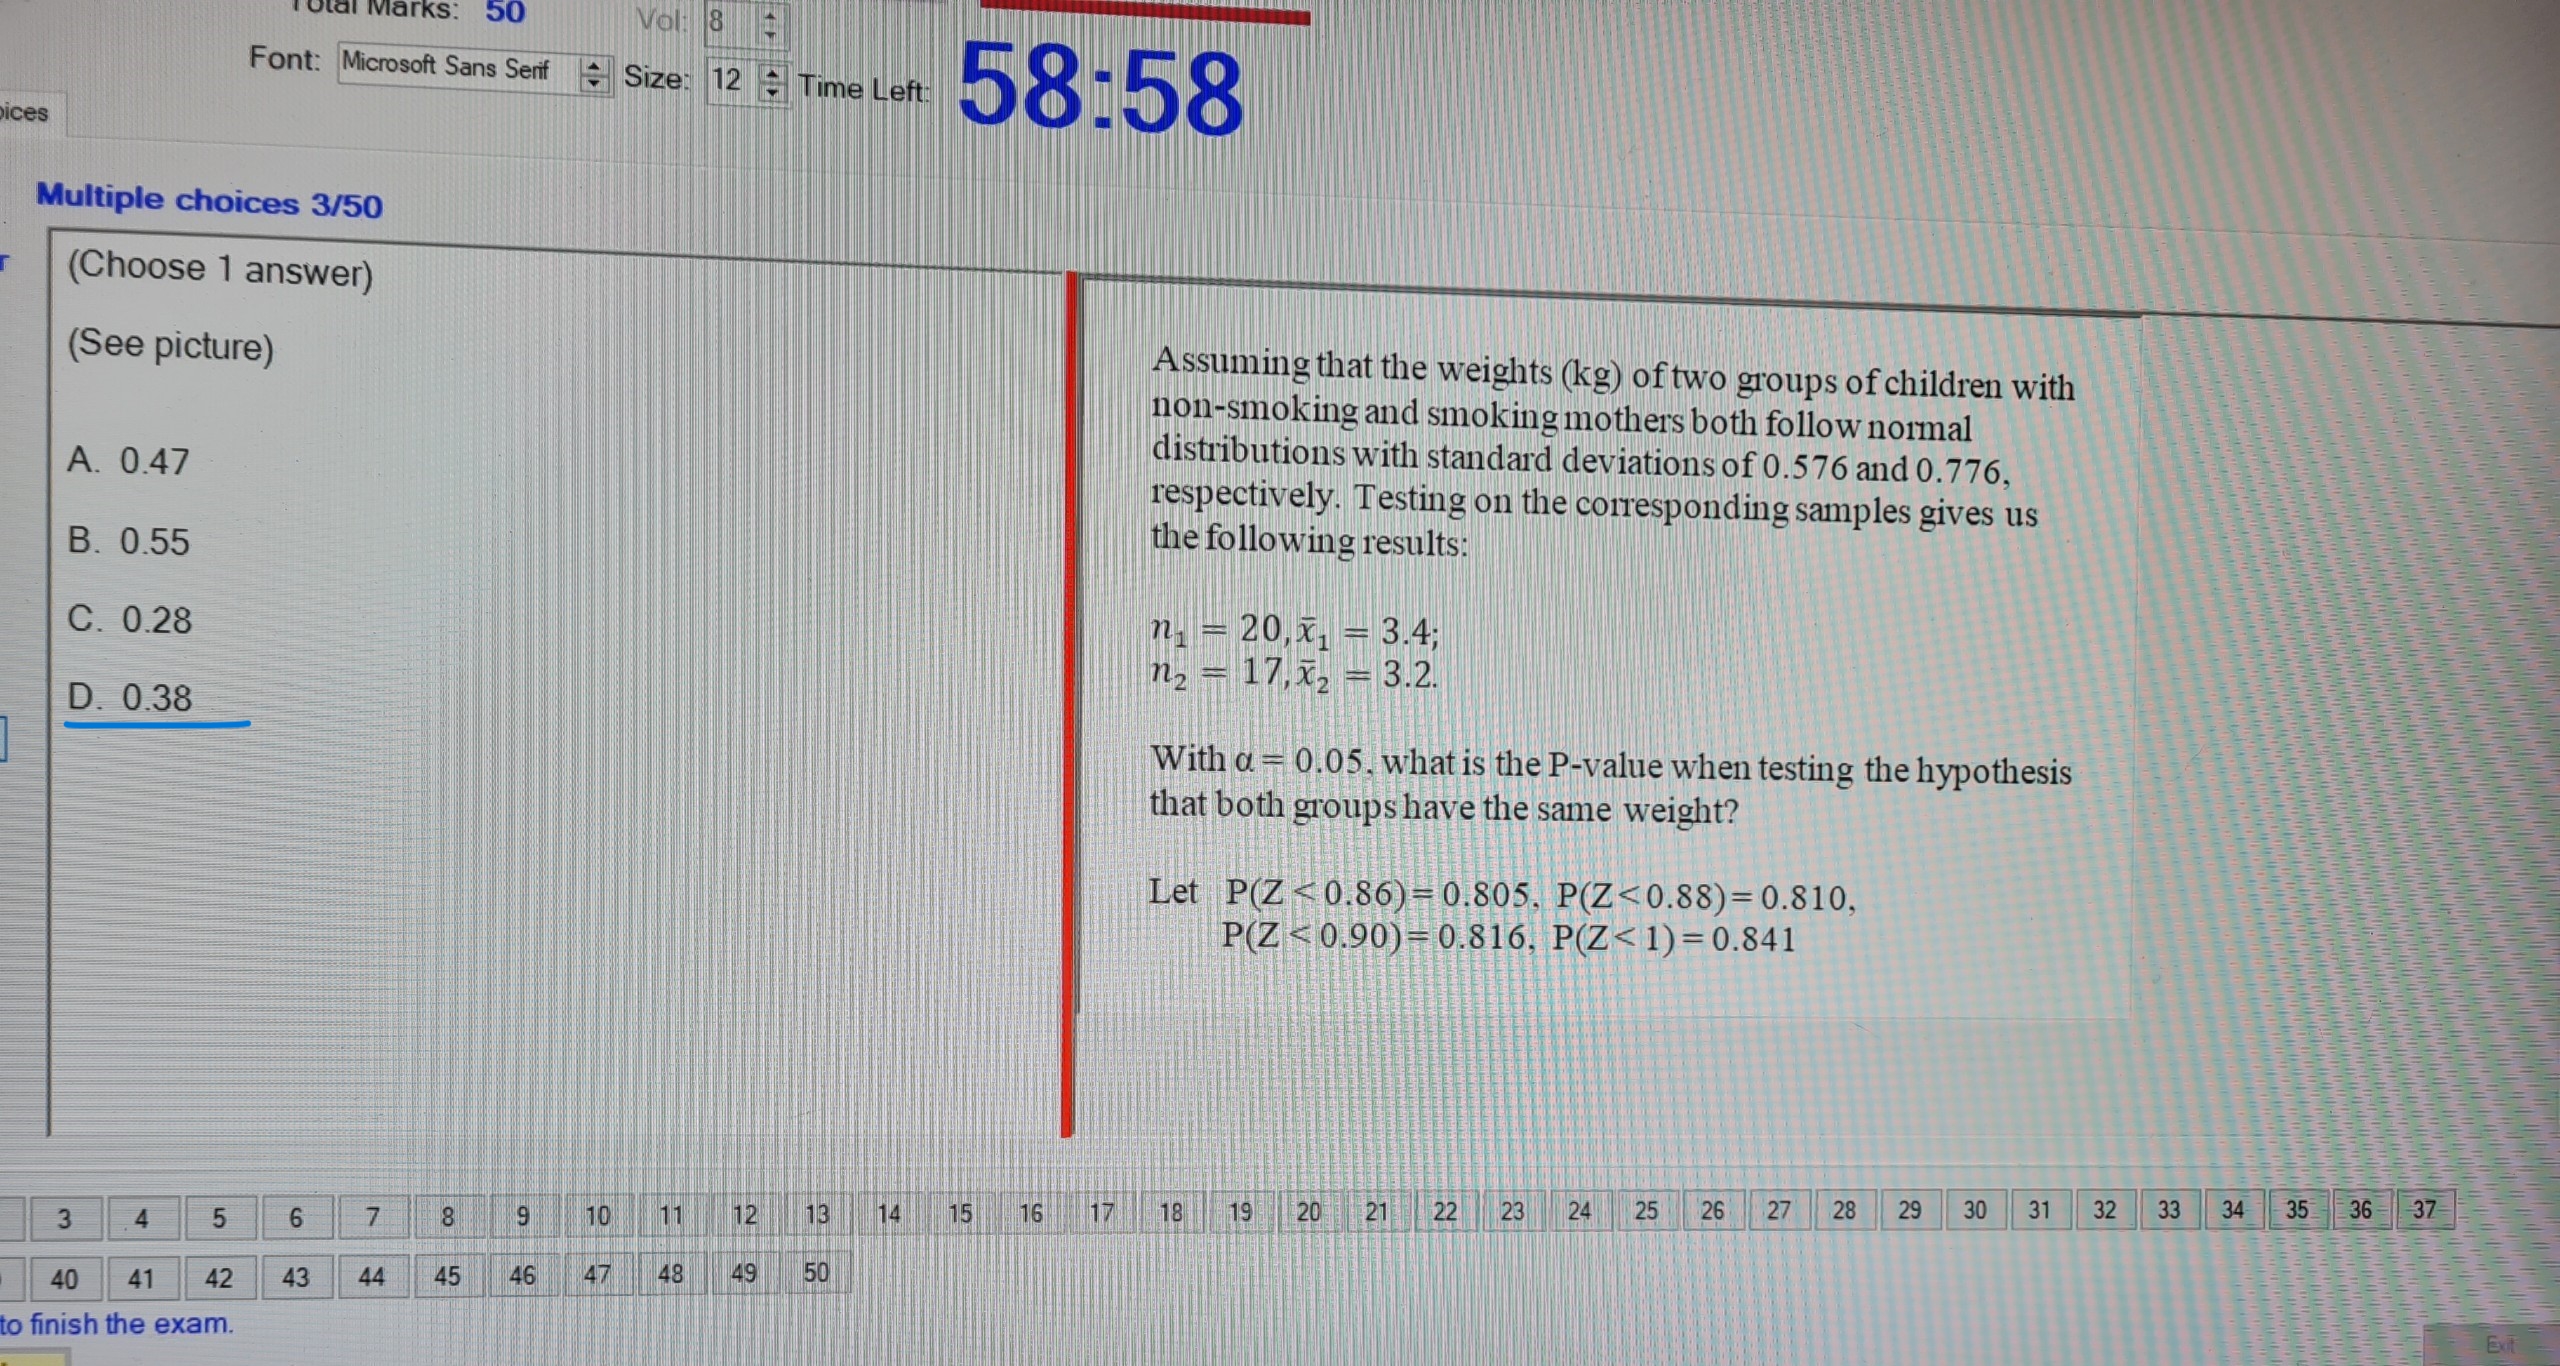 Total Marks: 50
Vol: 8
Font: Microsoft Sans Serif Size: 12 Time Left: 58:58
Multiple choices 3/50
(Choose 1 answer)
(See picture)
A. 0.47
B. 0.55
C. 0.28
D. 0.38
Assuming that the weights (kg) of two groups of children with
non-smoking and smoking mothers both follow normal
distributions with standard deviations of 0.576 and 0.776,
respectively. Testing on the corresponding samples gives us
the following results:
n₁ = 20, x̄₁ = 3.4;
n₂ = 17, x̄₂ = 3.2.
With α = 0.05, what is the P-value when testing the hypothesis
that both groups have the same weight?
Let P(Z < 0.86) = 0.805, P(Z<0.88) = 0.810,
P(Z < 0.90) = 0.816, P(Z< 1) = 0.841
3 4 5 6 7 8 9 10 11 12 13 14 15 16 17 18 19 20 21 22 23 24 25 26 27 28 29 30 31 32 33 34 35 36 37
40 41 42 43 44 45 46 47 48 49 50
to finish the exam.
Exit